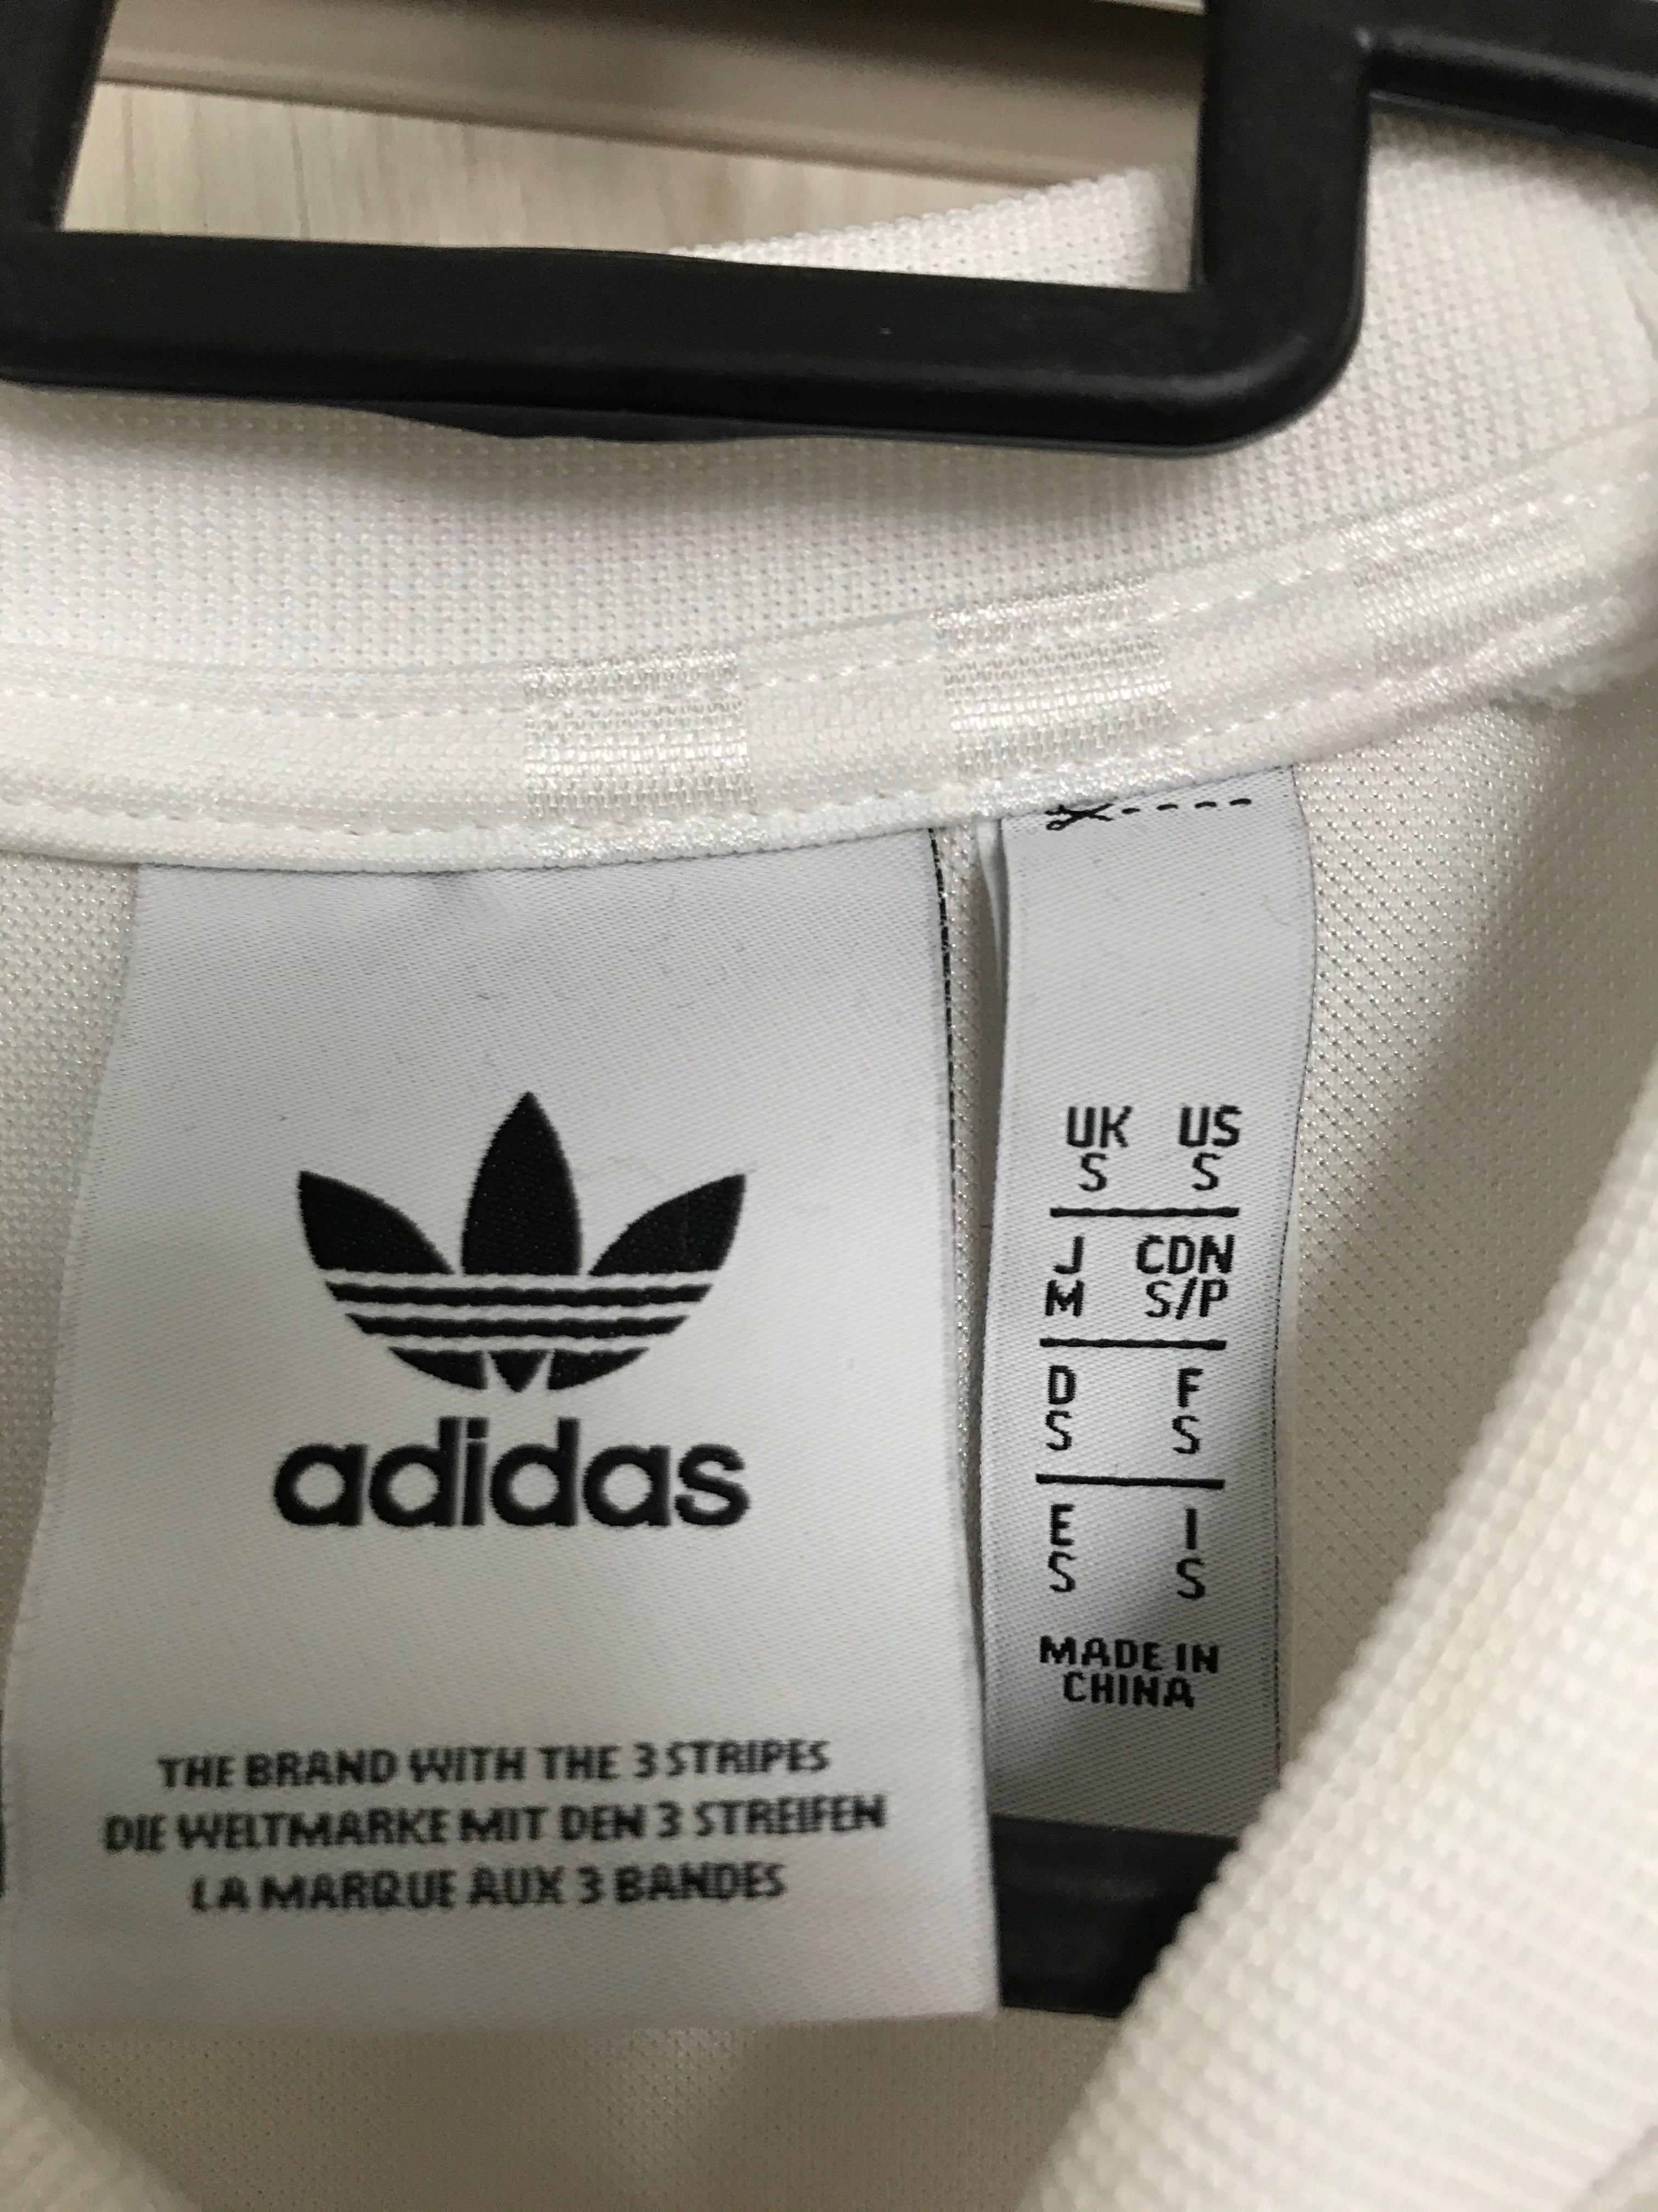 adidas
THE BRAND WITH THE 3 STRIPES
DIE WELTMARKE MIT DEN 3 STREIFEN
LA MARQUE AUX 3 BANDES
UK US
S S
J CDN
M S/P
D F
S S
E I
S S
MADE IN
CHINA